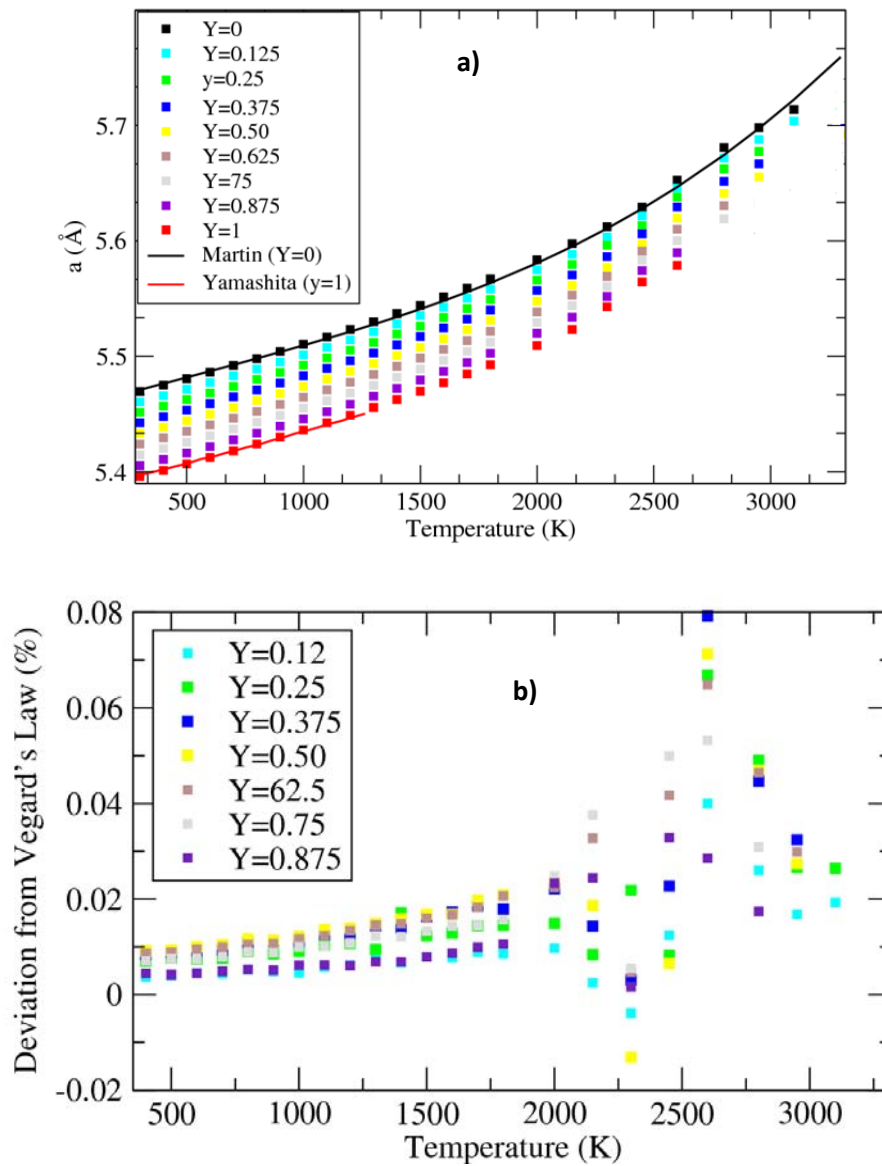 a)
Y=0
Y=0.125
y=0.25
Y=0.375
Y=0.50
Y=0.625
Y=75
Y=0.875
Y=1
Martin (Y=0)
Yamashita (y=1)
5.7
5.6
5.5
5.4
a (Å)
500 1000 1500 2000 2500 3000
Temperature (K)
b)
Y=0.12
Y=0.25
Y=0.375
Y=0.50
Y=62.5
Y=0.75
Y=0.875
0.08
0.06
0.04
0.02
0
-0.02
Deviation from Vegard's Law (%)
500 1000 1500 2000 2500 3000
Temperature (K)